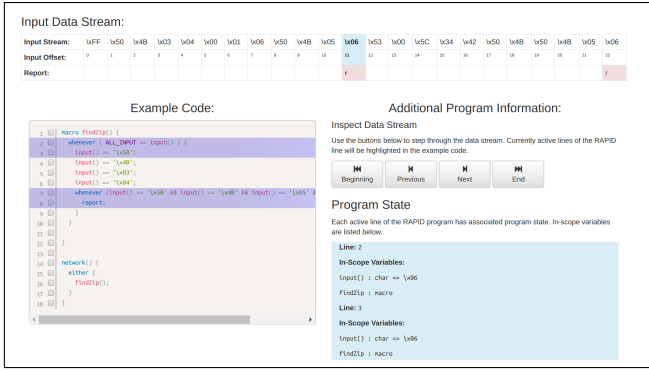 Input Data Stream:
Input Stream: \xFF \x50 \x4B \x03 \x04 \x00 \x01 \x06 \x50 \x4B \x05 \x06 \x53 \x00 \x5C \x34 \x42 \x50 \x4B \x50 \x4B \x05 \x06
Input Offset: 0 1 2 3 4 5 6 7 8 9 10 11 12 13 14 15 16 17 18 19 20 21 22
Report: r r
Example Code:
1 macro findZip() {
2 whenever ( ALL_INPUT == input() ) {
3 input() == '\x50';
4 input() == '\x4B';
5 input() == '\x03';
6 input() == '\x04';
7 whenever (input() == '\x50' && input() == '\x4B' && input() == '\x05' &
8 report;
9 }
10 }
11
12 }
13
14 network() {
15 either {
16 findZip();
17 }
18 }
Additional Program Information:
Inspect Data Stream
Use the buttons below to step through the data stream. Currently active lines of the RAPID
line will be highlighted in the example code.
Beginning Previous Next End
Program State
Each active line of the RAPID program has associated program state. In-scope variables
are listed below.
Line: 2
In-Scope Variables:
input() : char => \x06
findZip : macro
Line: 3
In-Scope Variables:
input() : char => \x06
findZip : macro